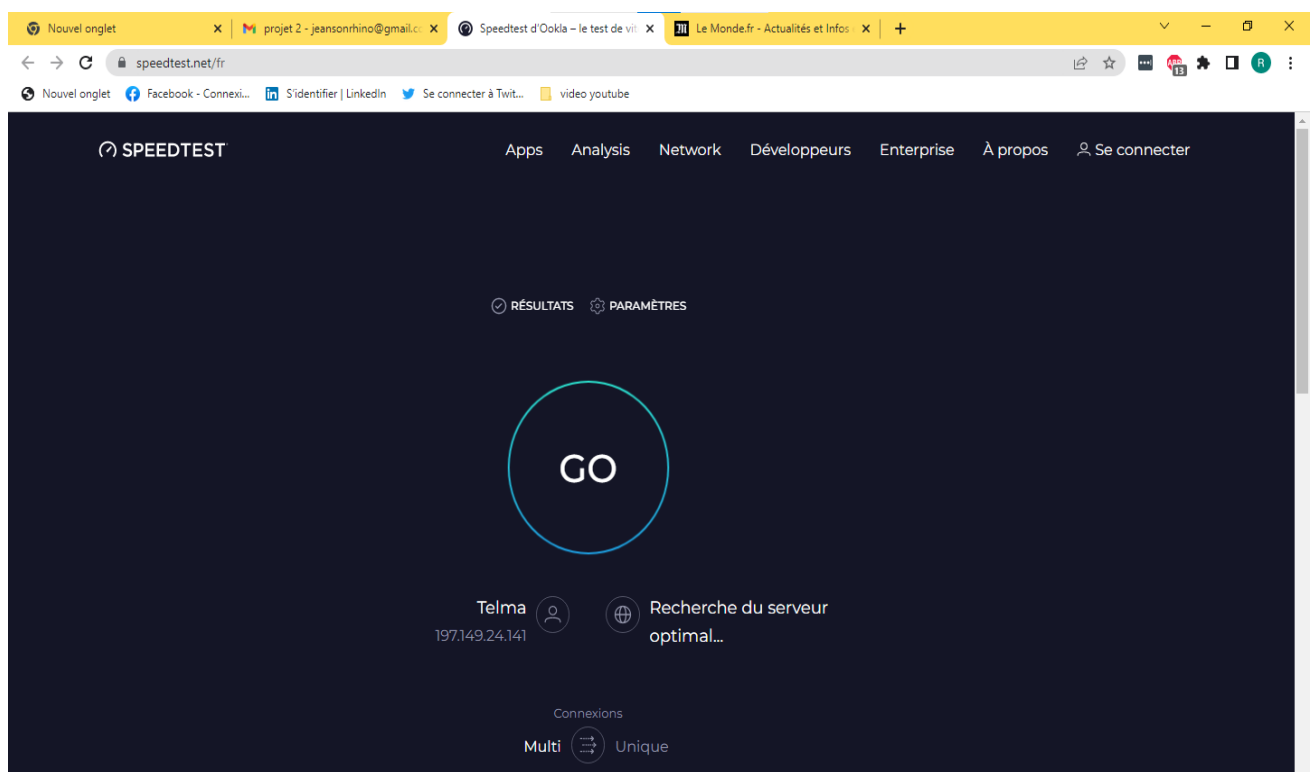 Nouvel onglet
projet 2 - jeansonrhino@gmail.cc
Speedtest d'Ookla – le test de vit
Le Monde.fr - Actualités et Infos
speedtest.net/fr
13
R
Nouvel onglet
Facebook - Connexi...
S'identifier | LinkedIn
Se connecter à Twit...
video youtube
SPEEDTEST
Apps
Analysis
Network
Développeurs
Enterprise
À propos
Se connecter
RÉSULTATS
PARAMÈTRES
GO
Telma
197.149.24.141
Recherche du serveur
optimal...
Connexions
Multi
Unique